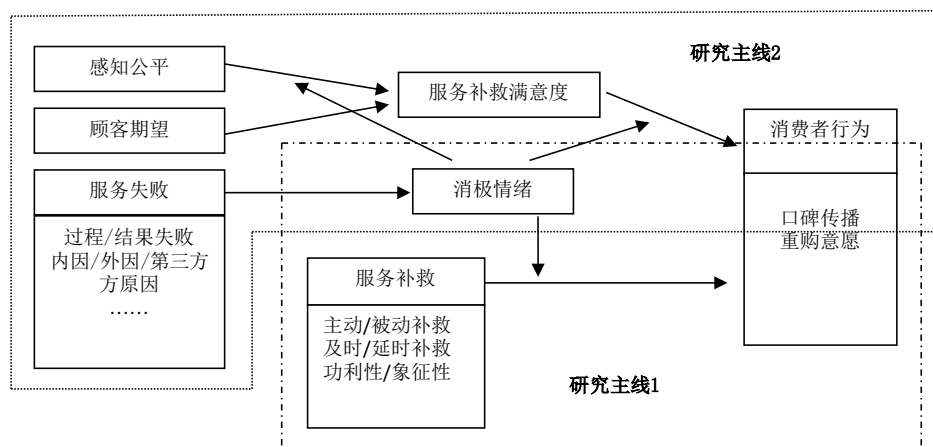 研究主线2
感知公平
服务补救满意度
顾客期望
消费者行为
服务失败
消极情绪
过程/结果失败
内因/外因/第三方
方原因
……
口碑传播
重购意愿
服务补救
主动/被动补救
及时/延时补救
功利性/象征性
研究主线1